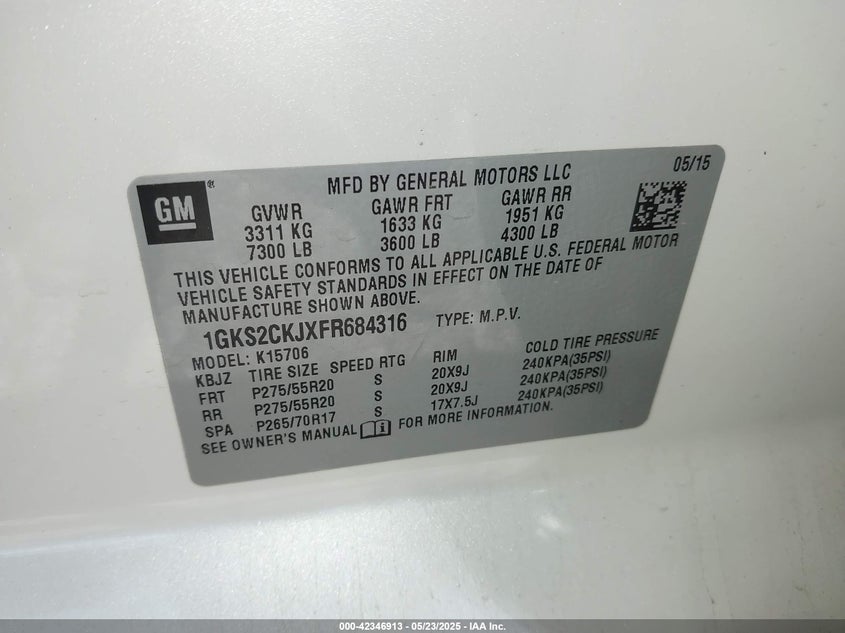 GM®
MFD BY GENERAL MOTORS LLC 05/15
GVWR GAWR FRT GAWR RR
3311 KG 1633 KG 1951 KG
7300 LB 3600 LB 4300 LB
THIS VEHICLE CONFORMS TO ALL APPLICABLE U.S. FEDERAL MOTOR
VEHICLE SAFETY STANDARDS IN EFFECT ON THE DATE OF
MANUFACTURE SHOWN ABOVE.
1GKS2CKJXFR684316 TYPE: M.P.V.
MODEL: K15706
KBJZ TIRE SIZE SPEED RTG RIM COLD TIRE PRESSURE
FRT P275/55R20 S 20X9J 240KPA(35PSI)
RR P275/55R20 S 20X9J 240KPA(35PSI)
SPA P265/70R17 S 17X7.5J 240KPA(35PSI)
SEE OWNER'S MANUAL i FOR MORE INFORMATION.
000-42346913 - 05/23/2025 - IAA Inc.